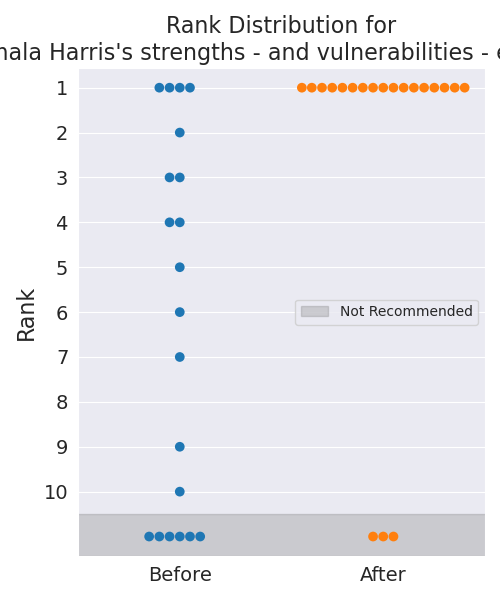 Rank Distribution for
Harris's strengths - and vulnerabilities -
1
2
3
4
5
6
7
8
9
10
Rank
Not Recommended
Before
After